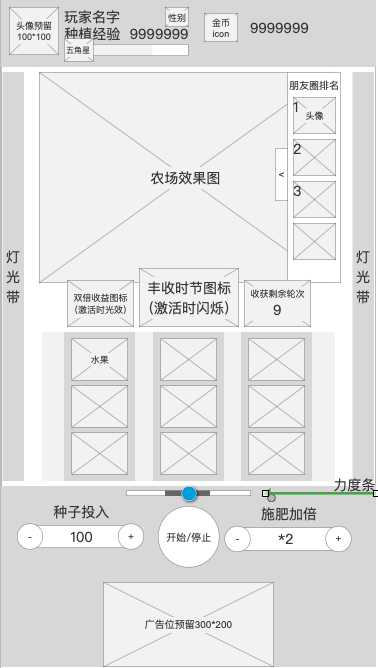 头像预留
100*100
玩家名字
性别
种植经验 9999999
五角星
金币
icon
9999999
朋友圈排名
1
头像
2
3
<
农场效果图
灯
光
带
灯
光
带
双倍收益图标
(激活时光效)
丰收时节图标
(激活时闪烁)
收获剩余轮次
9
水果
力度条
种子投入
- 100 +
开始/停止
施肥加倍
- *2 +
广告位预留300*200